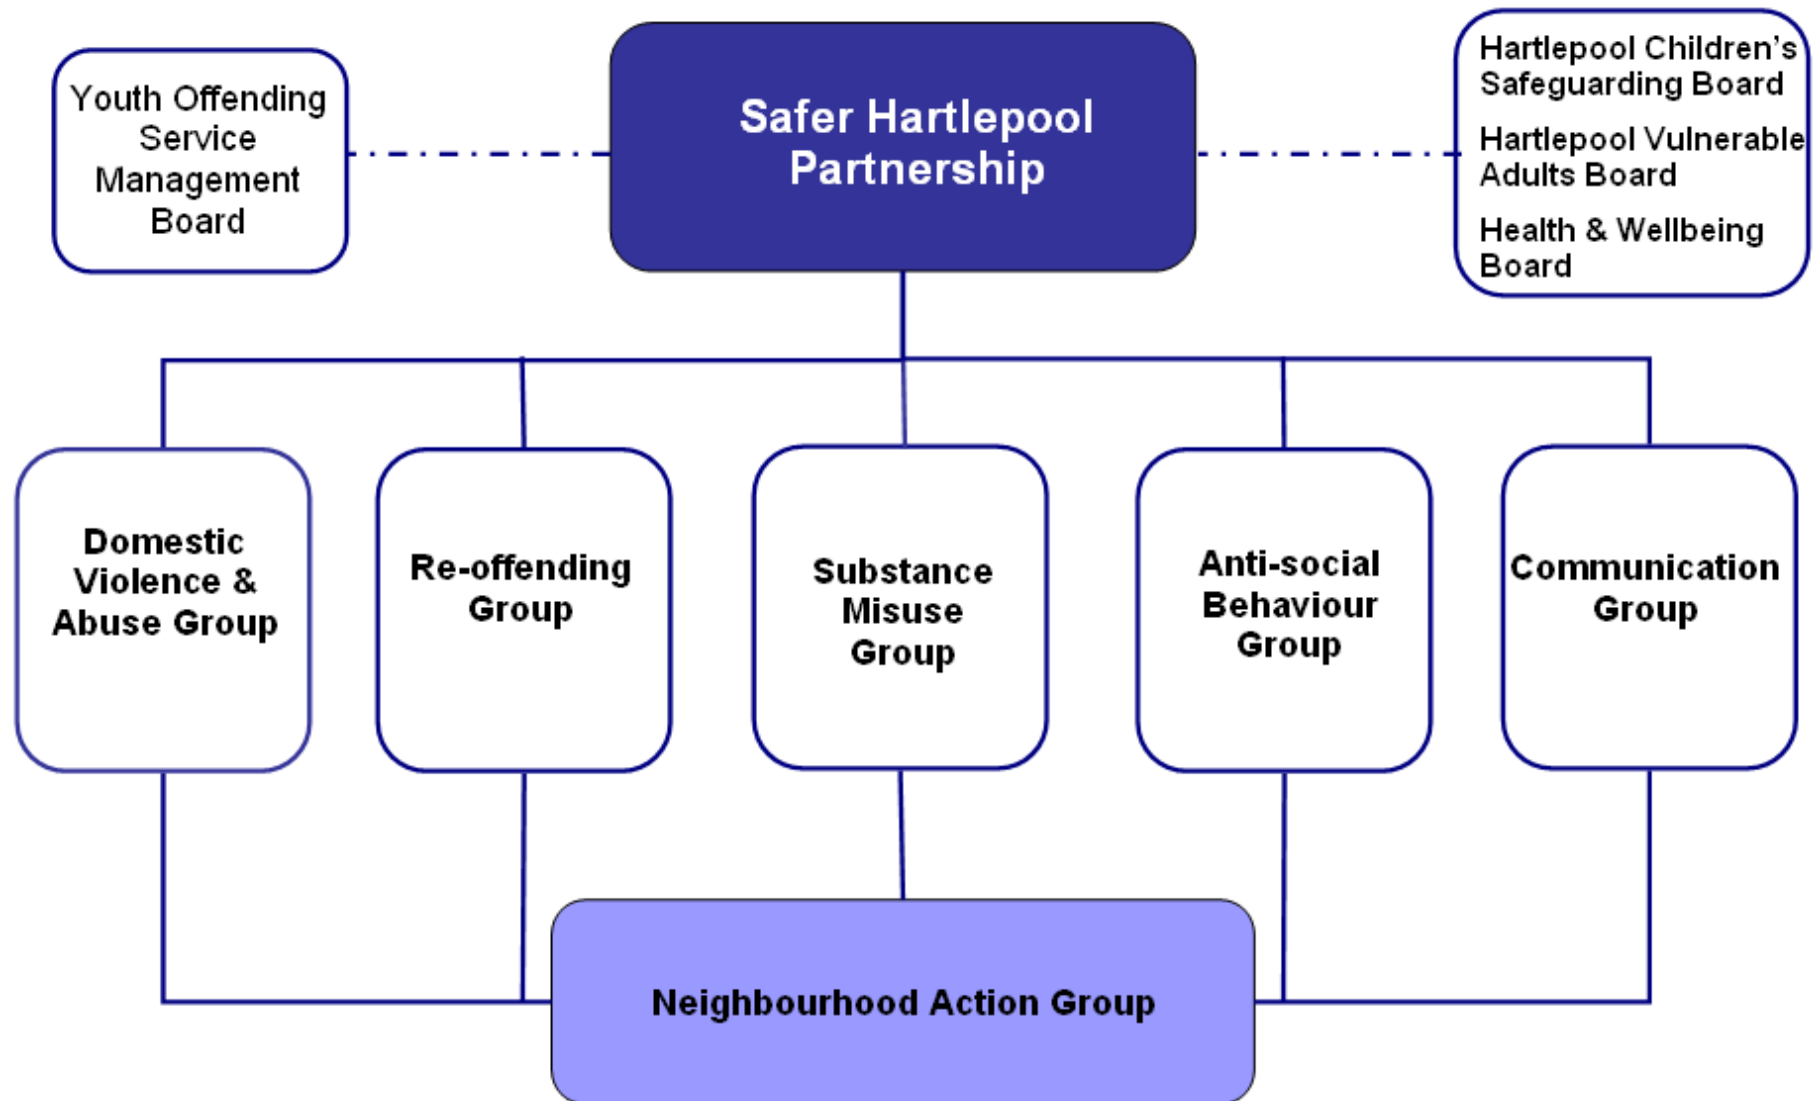 Youth Offending
Service
Management
Board
Safer Hartlepool
Partnership
Hartlepool Children's
Safeguarding Board
Hartlepool Vulnerable
Adults Board
Health & Wellbeing
Board
Domestic
Violence &
Abuse Group
Re-offending
Group
Substance
Misuse
Group
Anti-social
Behaviour
Group
Communication
Group
Neighbourhood Action Group